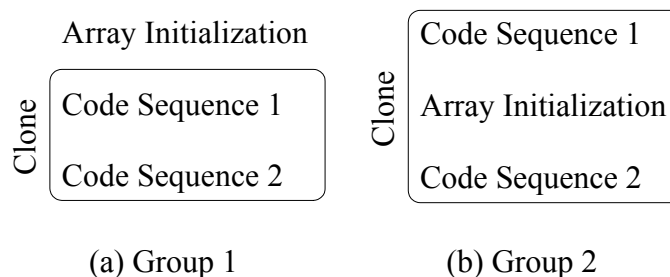 Array Initialization
Clone
Code Sequence 1
Code Sequence 2
(a) Group 1
Clone
Code Sequence 1
Array Initialization
Code Sequence 2
(b) Group 2